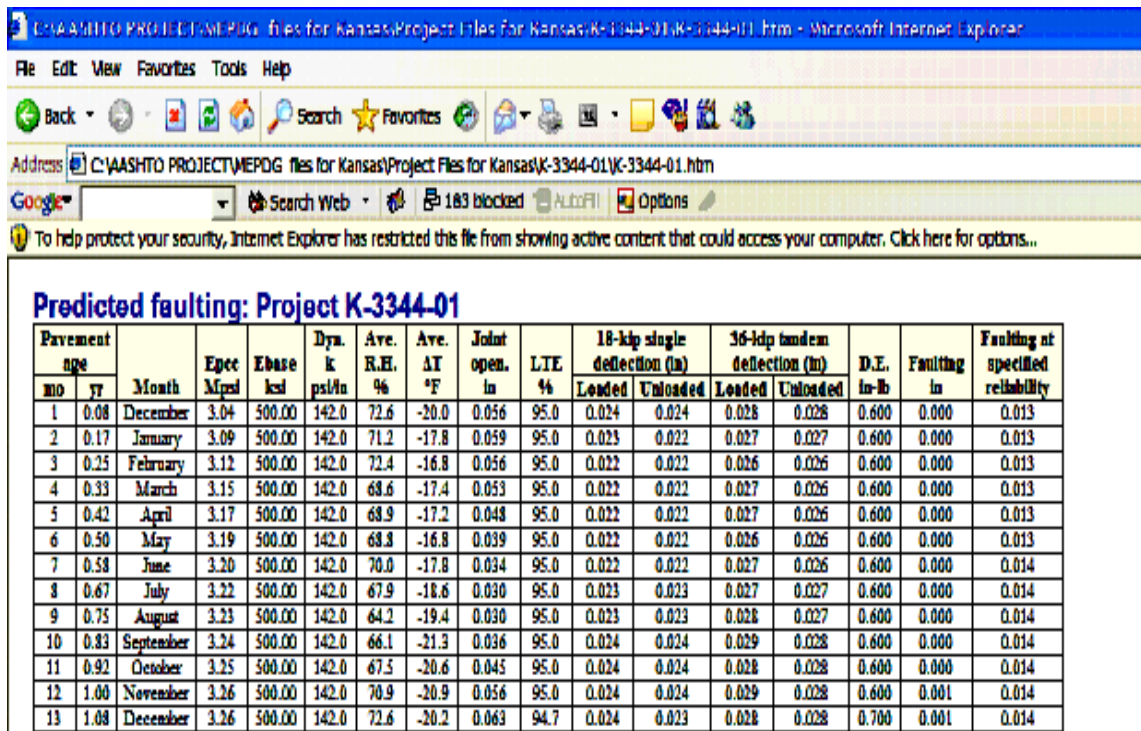 C:\AASHTO PROJECT\MEPDG files for Kansas\Project Files for Kansas\K-3344-01\K-3344-01.htm - Microsoft Internet Explorer
File Edit View Favorites Tools Help
Back Search Favorites
Address C:\AASHTO PROJECT\MEPDG files for Kansas\Project Files for Kansas\K-3344-01\K-3344-01.htm
Google Search Web 183 blocked AutoFill Options
To help protect your security, Internet Explorer has restricted this file from showing active content that could access your computer. Click here for options...
Predicted faulting: Project K-3344-01
Pavement age Month Epcc Mpsi Ebase ksi Dyn. k psi/in Ave. R.H. % Ave. ΔT °F Joint open. in LTE % 18-kip single deflection (in) 36-kip tandem deflection (in) D.E. in-lb Faulting in Faulting at specified reliability
mo yr Loaded Unloaded Loaded Unloaded
1 0.08 December 3.04 500.00 142.0 72.6 -20.0 0.056 95.0 0.024 0.024 0.028 0.028 0.600 0.000 0.013
2 0.17 January 3.09 500.00 142.0 71.2 -17.8 0.059 95.0 0.023 0.022 0.027 0.027 0.600 0.000 0.013
3 0.25 February 3.12 500.00 142.0 72.4 -16.8 0.056 95.0 0.022 0.022 0.026 0.026 0.600 0.000 0.013
4 0.33 March 3.15 500.00 142.0 68.6 -17.4 0.053 95.0 0.022 0.022 0.027 0.026 0.600 0.000 0.013
5 0.42 April 3.17 500.00 142.0 68.9 -17.2 0.048 95.0 0.022 0.022 0.027 0.026 0.600 0.000 0.013
6 0.50 May 3.19 500.00 142.0 68.8 -16.8 0.039 95.0 0.022 0.022 0.026 0.026 0.600 0.000 0.013
7 0.58 June 3.20 500.00 142.0 70.0 -17.8 0.034 95.0 0.022 0.022 0.027 0.026 0.600 0.000 0.014
8 0.67 July 3.22 500.00 142.0 67.9 -18.6 0.030 95.0 0.023 0.023 0.027 0.027 0.600 0.000 0.014
9 0.75 August 3.23 500.00 142.0 64.2 -19.4 0.030 95.0 0.023 0.023 0.028 0.027 0.600 0.000 0.014
10 0.83 September 3.24 500.00 142.0 66.1 -21.3 0.036 95.0 0.024 0.024 0.029 0.028 0.600 0.000 0.014
11 0.92 October 3.25 500.00 142.0 67.5 -20.6 0.045 95.0 0.024 0.024 0.028 0.028 0.600 0.000 0.014
12 1.00 November 3.26 500.00 142.0 70.9 -20.9 0.056 95.0 0.024 0.024 0.029 0.028 0.600 0.001 0.014
13 1.08 December 3.26 500.00 142.0 72.6 -20.2 0.063 94.7 0.024 0.023 0.028 0.028 0.700 0.001 0.014